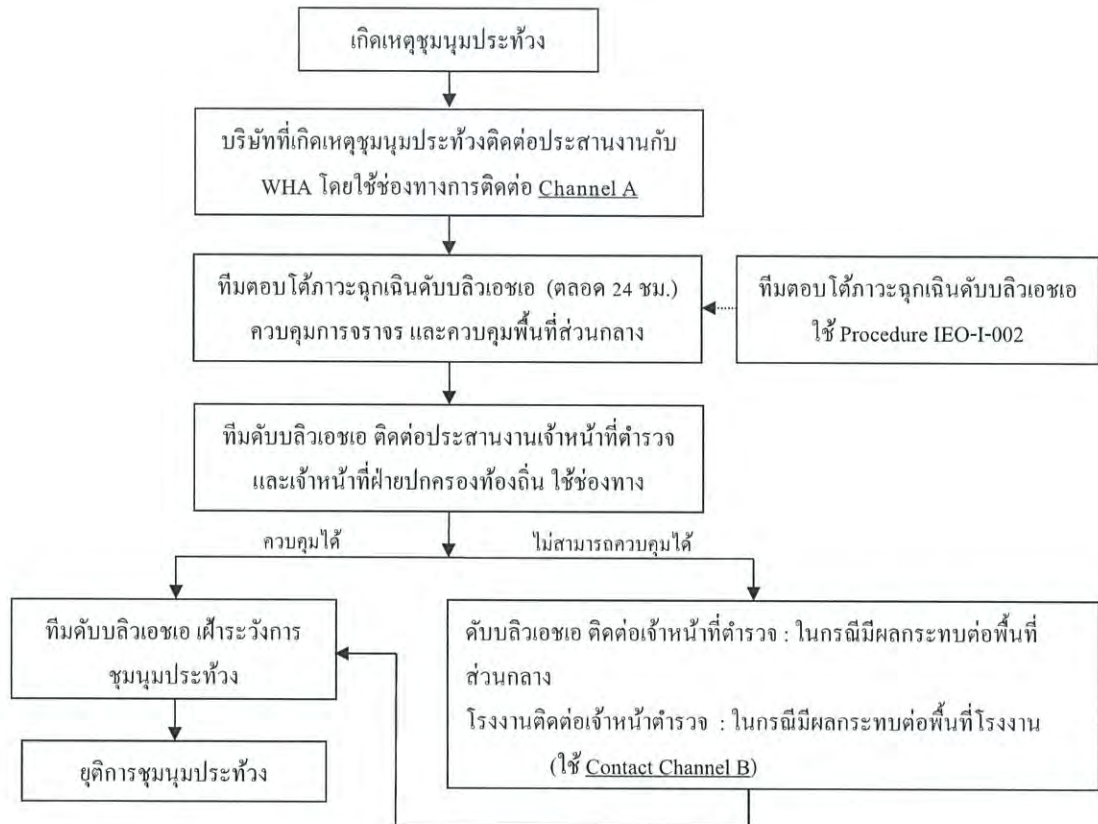 เกิดเหตุชุมนุมประท้วง
บริษัทที่เกิดเหตุชุมนุมประท้วงติดต่อประสานงานกับ
WHA โดยใช้ช่องทางการติดต่อ Channel A
ทีมตอบโต้ภาวะฉุกเฉินดับบลิวเอชเอ (ตลอด 24 ชม.)
ควบคุมการจราจร และควบคุมพื้นที่ส่วนกลาง
ทีมตอบโต้ภาวะฉุกเฉินดับบลิวเอชเอ
ใช้ Procedure IEO-I-002
ทีมดับบลิวเอชเอ ติดต่อประสานงานเจ้าหน้าที่ตำรวจ
และเจ้าหน้าที่ฝ่ายปกครองท้องถิ่น ใช้ช่องทาง
ควบคุมได้
ไม่สามารถควบคุมได้
ทีมดับบลิวเอชเอ เฝ้าระวังการ
ชุมนุมประท้วง
ยุติการชุมนุมประท้วง
ดับบลิวเอชเอ ติดต่อเจ้าหน้าที่ตำรวจ : ในกรณีมีผลกระทบต่อพื้นที่
ส่วนกลาง
โรงงานติดต่อเจ้าหน้าตำรวจ : ในกรณีมีผลกระทบต่อพื้นที่โรงงาน
(ใช้ Contact Channel B)